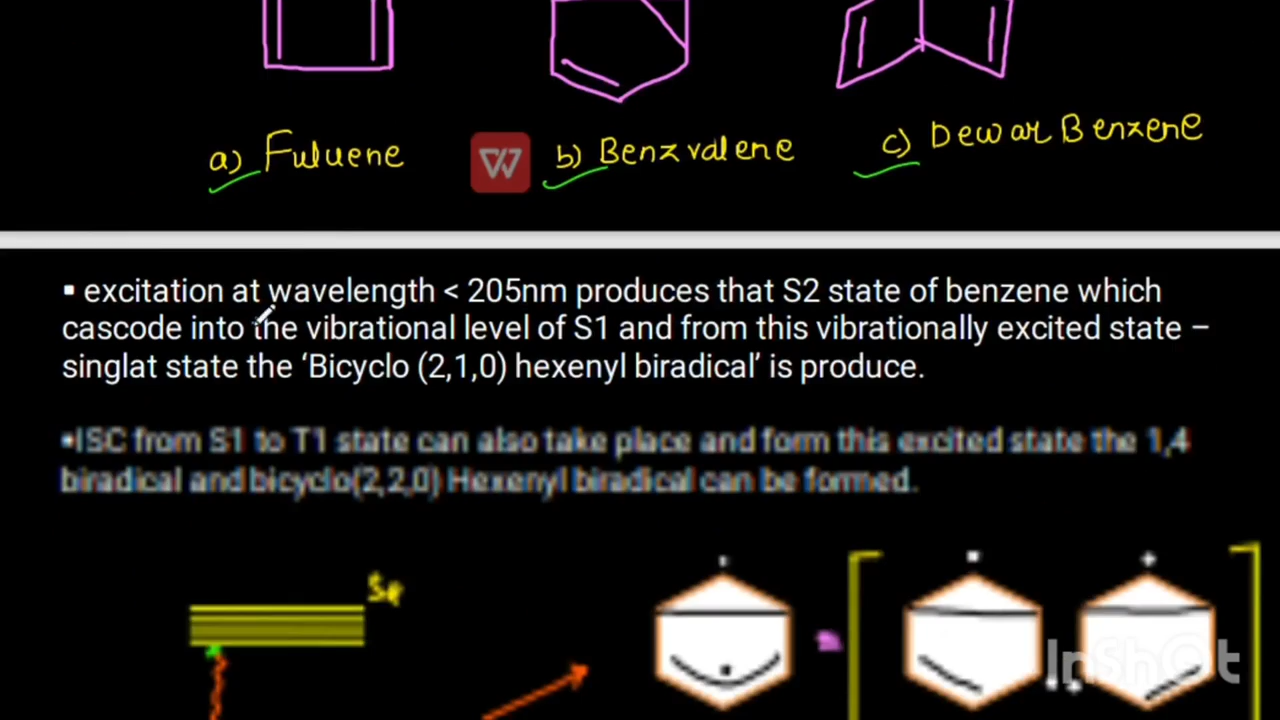 a) Fuluene
b) Benzvalene
c) Dewar Benzene
▪ excitation at wavelength < 205nm produces that S2 state of benzene which
cascode into the vibrational level of S1 and from this vibrationally excited state –
singlat state the ‘Bicyclo (2,1,0) hexenyl biradical’ is produce.
•ISC from S1 to T1 state can also take place and form this excited state the 1,4
biradical and bicyclo(2,2,0) Hexenyl biradical can be formed.
InShot